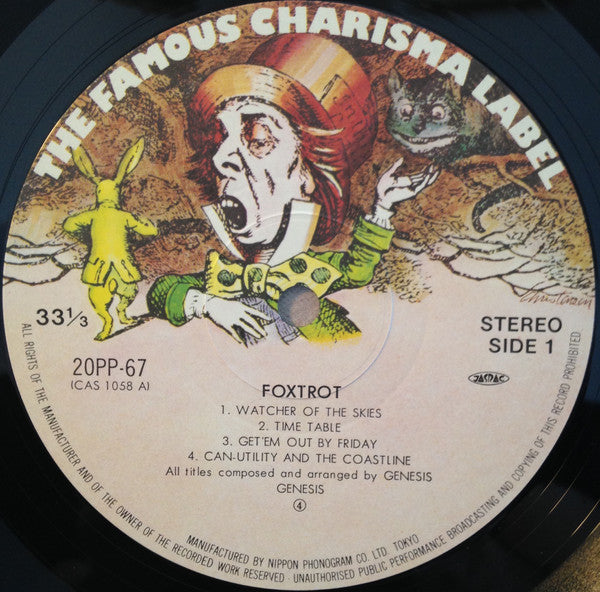 THE FAMOUS CHARISMA LABEL
Christensen
33⅓
STEREO
SIDE 1
20PP-67
(CAS 1058 A)
JASRAC
FOXTROT
1. WATCHER OF THE SKIES
2. TIME TABLE
3. GET'EM OUT BY FRIDAY
4. CAN-UTILITY AND THE COASTLINE
All titles composed and arranged by GENESIS
GENESIS
④
MANUFACTURED BY NIPPON PHONOGRAM CO. LTD. TOKYO
ALL RIGHTS OF THE MANUFACTURER AND OF THE OWNER OF THE RECORDED WORK RESERVED · UNAUTHORISED PUBLIC PERFORMANCE BROADCASTING AND COPYING OF THIS RECORD PROHIBITED